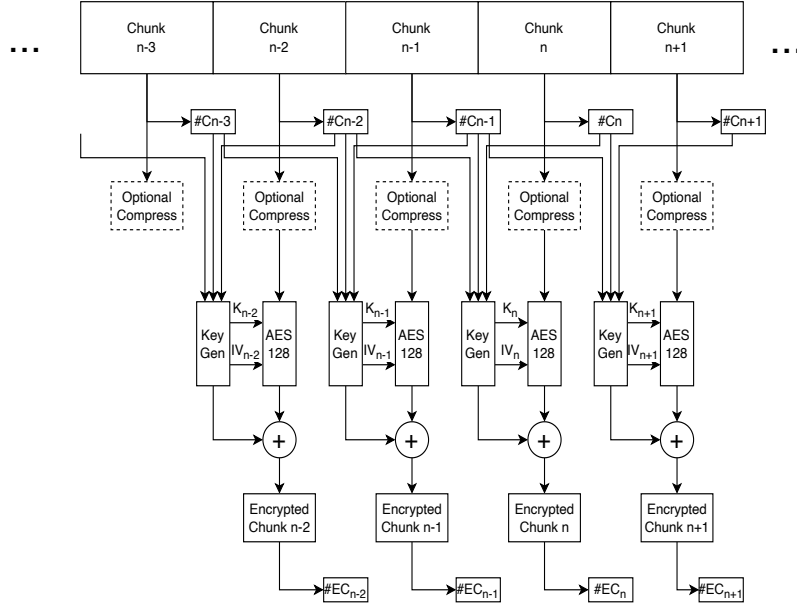 ... Chunk Chunk Chunk Chunk Chunk ...
n-3 n-2 n-1 n n+1
#Cn-3 #Cn-2 #Cn-1 #Cn #Cn+1
Optional Optional Optional Optional Optional
Compress Compress Compress Compress Compress
Kn-2 Kn-1 Kn Kn+1
Key AES Key AES Key AES Key AES
Gen 128 Gen 128 Gen 128 Gen 128
IVn-2 IVn-1 IVn IVn+1
+ + + +
Encrypted Encrypted Encrypted Encrypted
Chunk n-2 Chunk n-1 Chunk n Chunk n+1
#ECn-2 #ECn-1 #ECn #ECn+1